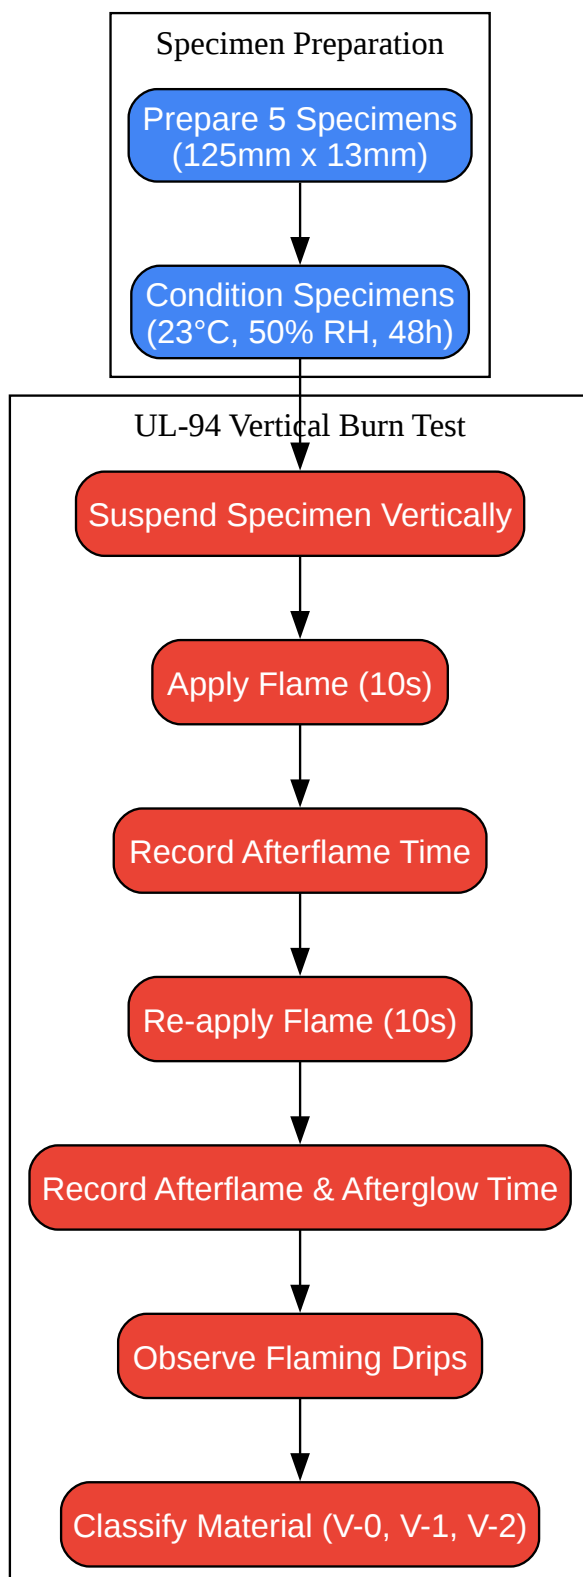 Specimen Preparation
Prepare 5 Specimens
(125mm x 13mm)
Condition Specimens
(23°C, 50% RH, 48h)
UL-94 Vertical Burn Test
Suspend Specimen Vertically
Apply Flame (10s)
Record Afterflame Time
Re-apply Flame (10s)
Record Afterflame & Afterglow Time
Observe Flaming Drips
Classify Material (V-0, V-1, V-2)